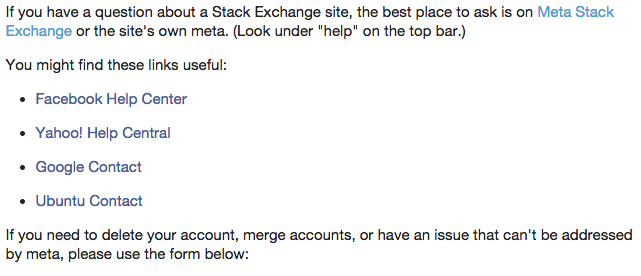 If you have a question about a Stack Exchange site, the best place to ask is on Meta Stack
Exchange or the site's own meta. (Look under "help" on the top bar.)
You might find these links useful:
• Facebook Help Center
• Yahoo! Help Central
• Google Contact
• Ubuntu Contact
If you need to delete your account, merge accounts, or have an issue that can't be addressed
by meta, please use the form below: